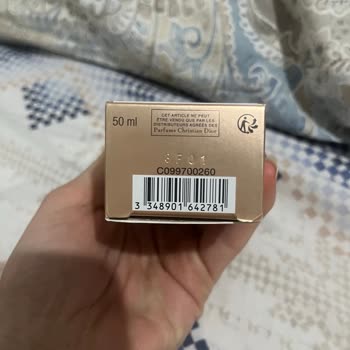 50 ml
CET ARTICLE NE PEUT
ÊTRE VENDU QUE PAR LES
DISTRIBUTEURS AGRÉÉS DES
Parfums Christian Dior
3F01
C099700260
3 348901 642781